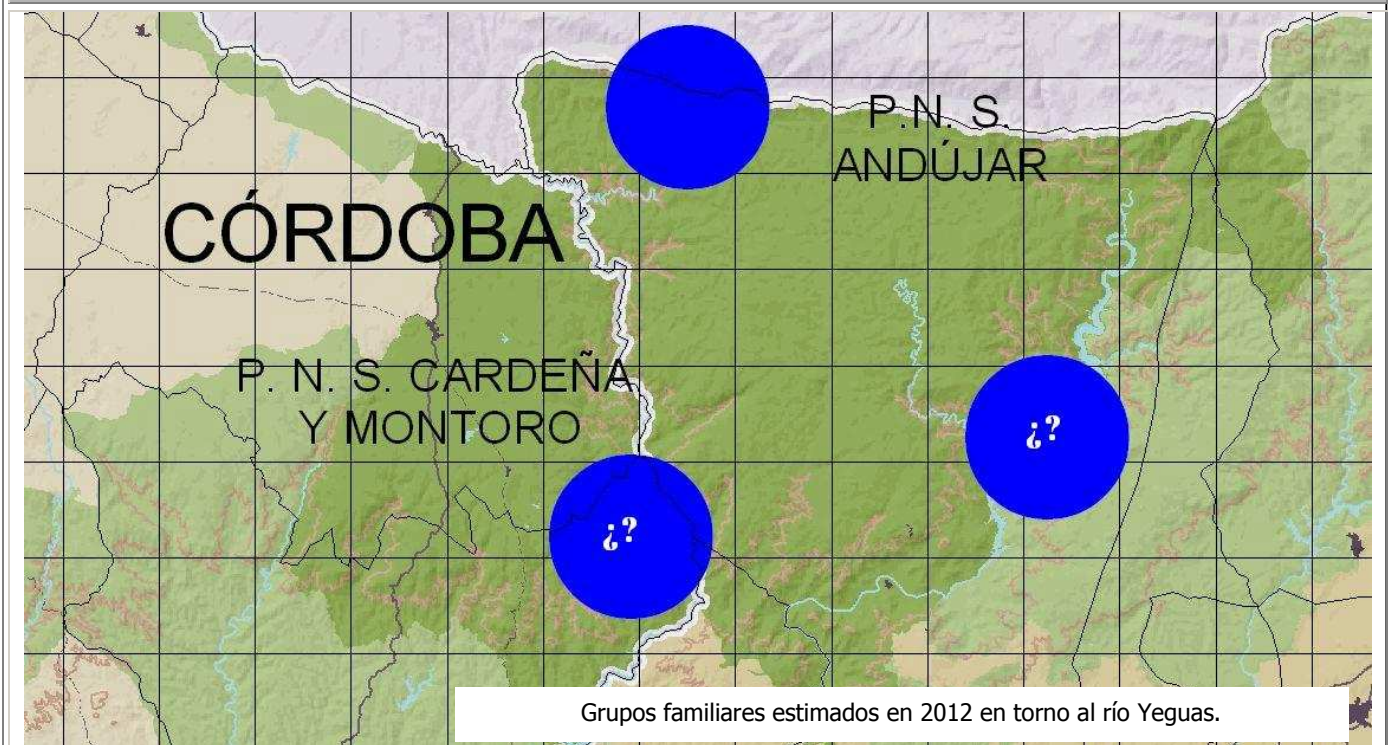 P.N. S.
ANDÚJAR
CÓRDOBA
P. N. S. CARDEÑA
Y MONTORO
¿?
¿?
Grupos familiares estimados en 2012 en torno al río Yeguas.